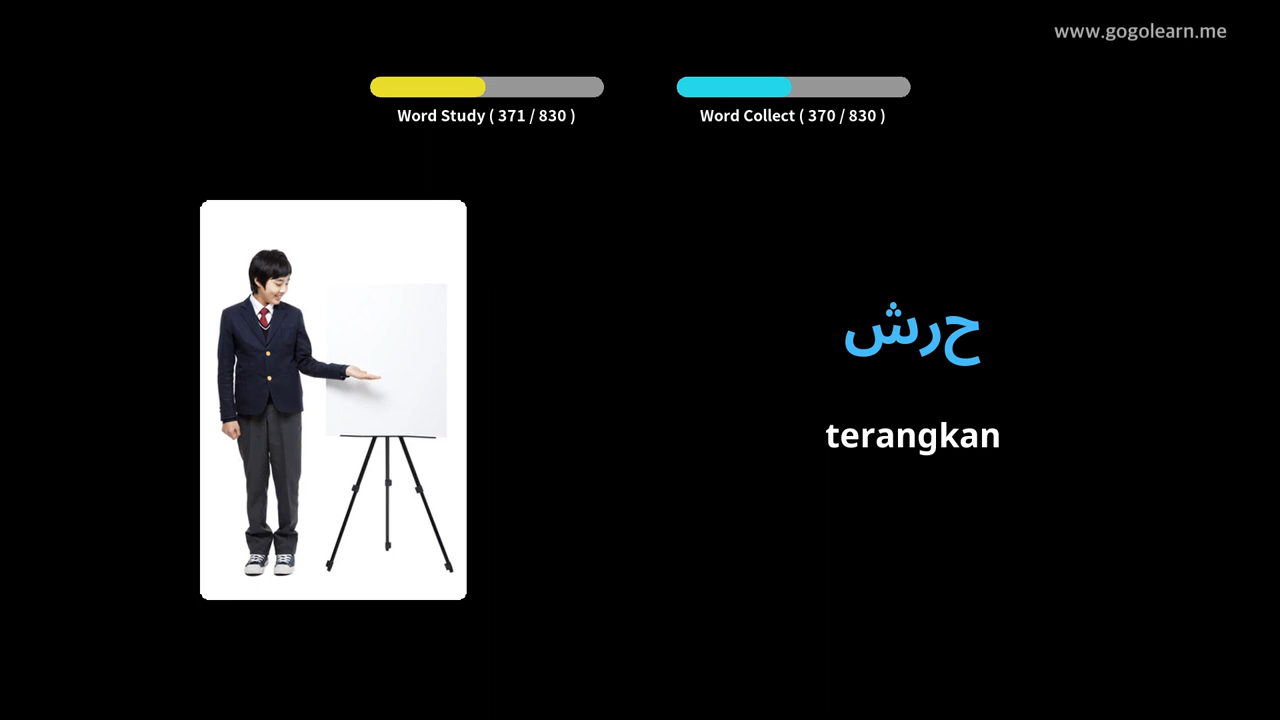 www.gogolearn.me
Word Study ( 371 / 830 )
Word Collect ( 370 / 830 )
حرش
terangkan